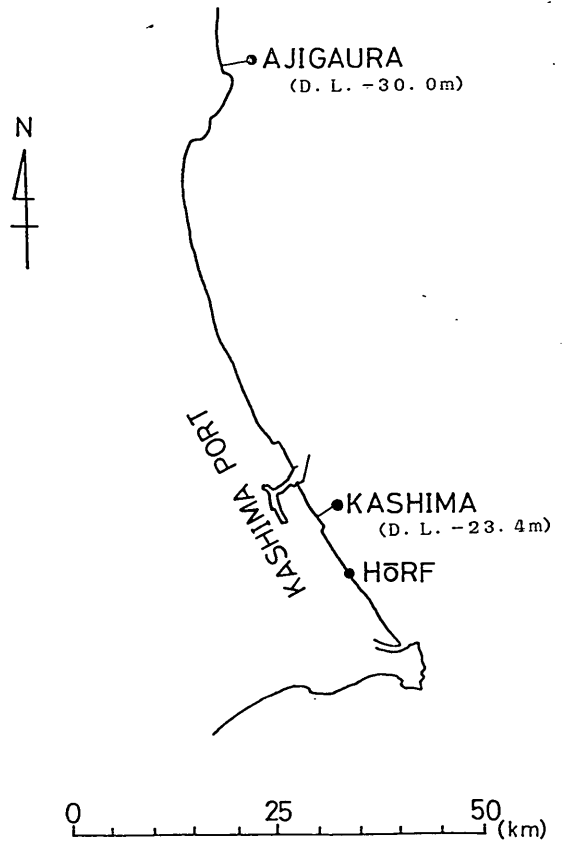 AJIGAURA
(D. L. -30. 0m)
N
KASHIMA PORT
KASHIMA
(D. L. -23. 4m)
HŌRF
0 25 50 (km)